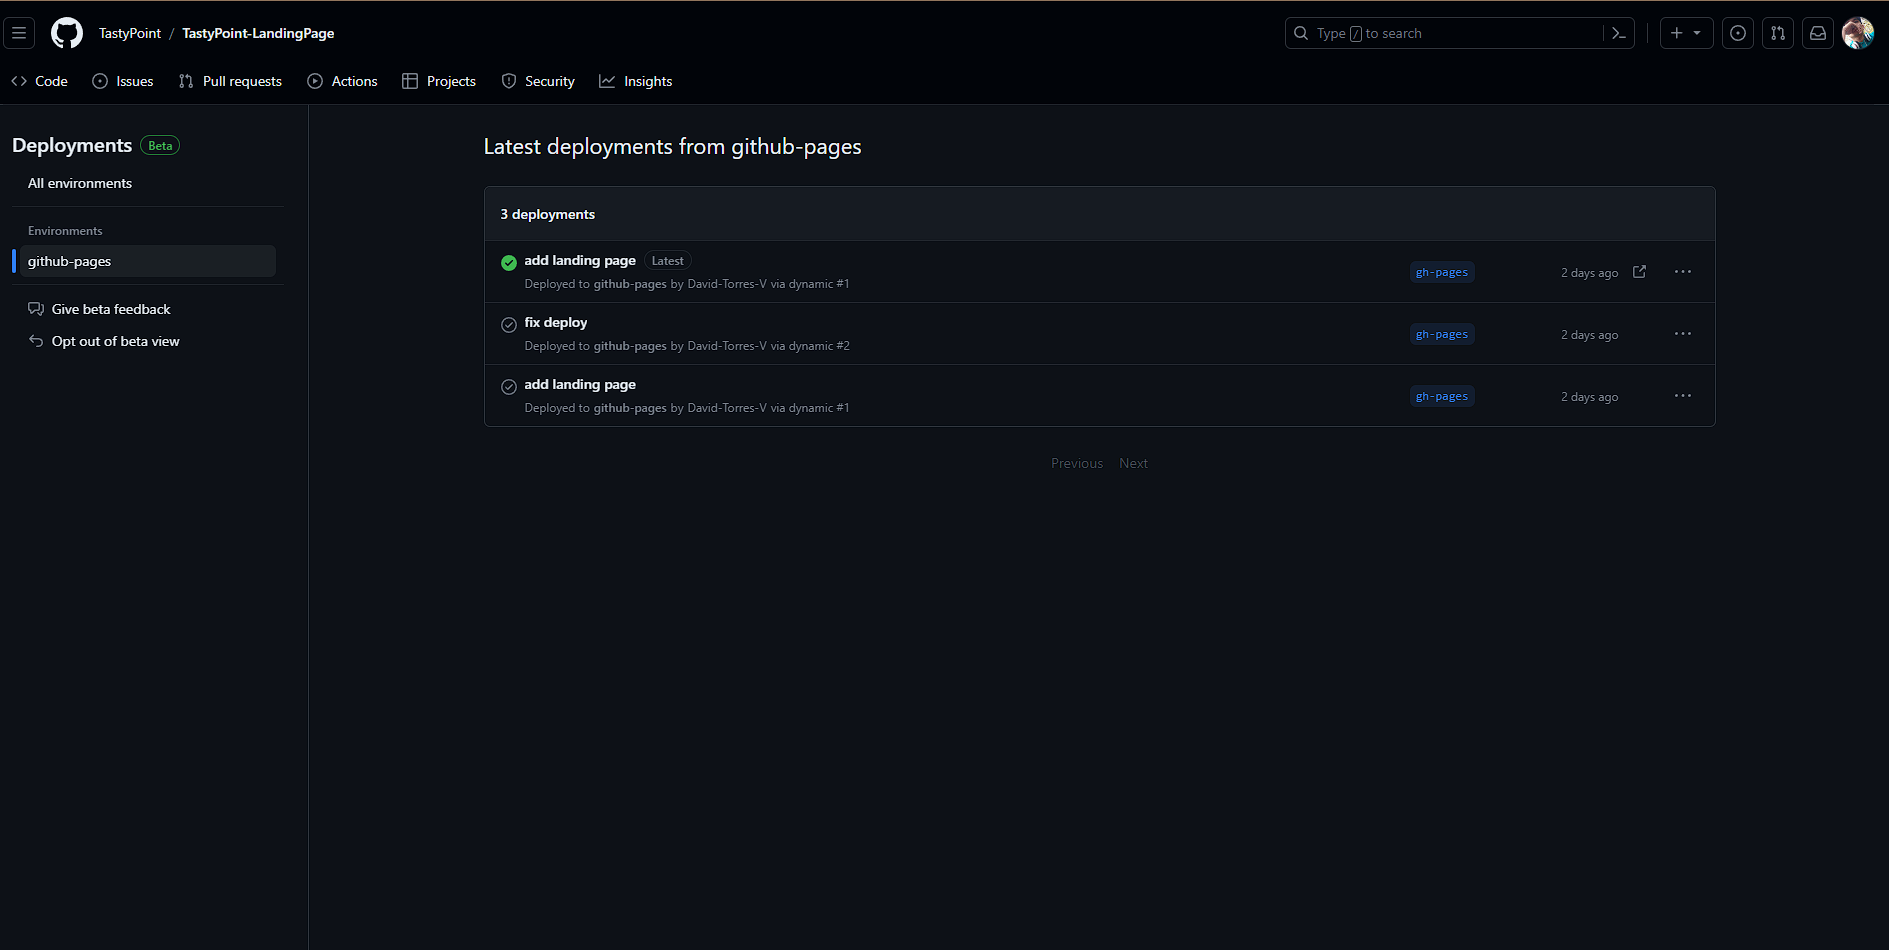 TastyPoint / TastyPoint-LandingPage
Type / to search
Code Issues Pull requests Actions Projects Security Insights
Deployments Beta
All environments
Environments
github-pages
Give beta feedback
Opt out of beta view
Latest deployments from github-pages
3 deployments
add landing page Latest
Deployed to github-pages by David-Torres-V via dynamic #1
gh-pages
2 days ago
fix deploy
Deployed to github-pages by David-Torres-V via dynamic #2
gh-pages
2 days ago
add landing page
Deployed to github-pages by David-Torres-V via dynamic #1
gh-pages
2 days ago
Previous Next